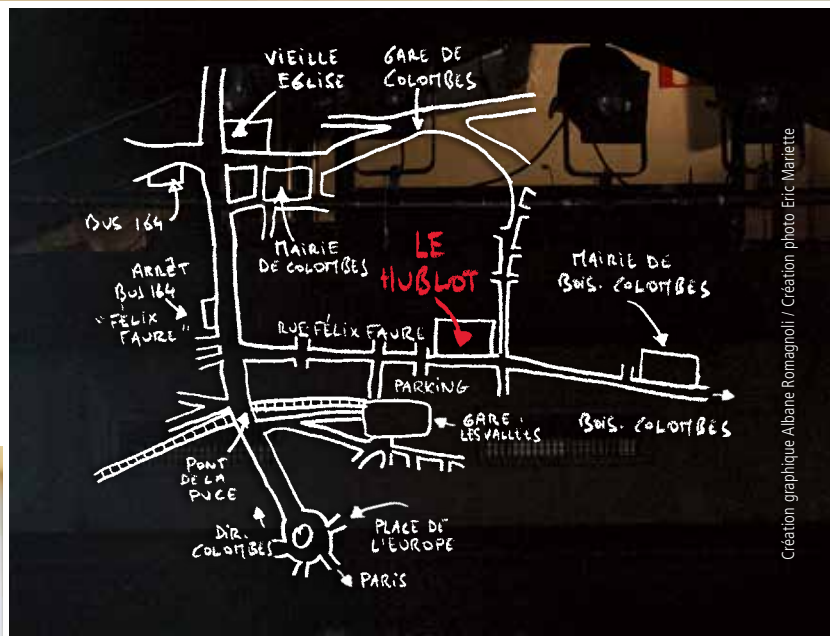 VIEILLE
EGLISE
GARE DE
COLOMBES
BUS 164
MAIRIE
DE COLOMBES
LE
HUBLOT
MAIRIE DE
BOIS. COLOMBES
ARRÊT
BUS 164
"FÉLIX
FAURE"
RUE FÉLIX FAURE
PARKING
GARE:
LES VALLÉES
BOIS. COLOMBES
PONT
DE LA
PUCE
DIR.
COLOMBES
PLACE DE
L'EUROPE
PARIS
Création graphique Albane Romagnoli / Création photo Eric Mariette